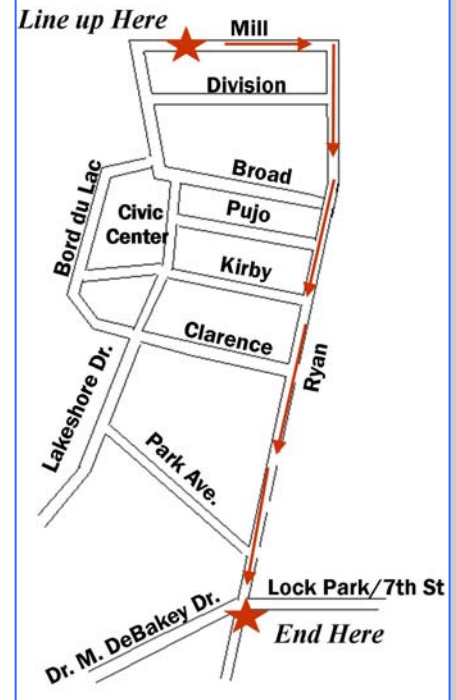 Line up Here
Mill
Division
Broad
Bord du Lac
Civic
Center
Pujo
Kirby
Clarence
Ryan
Lakeshore Dr.
Park Ave.
Lock Park/7th St
Dr. M. DeBakey Dr.
End Here